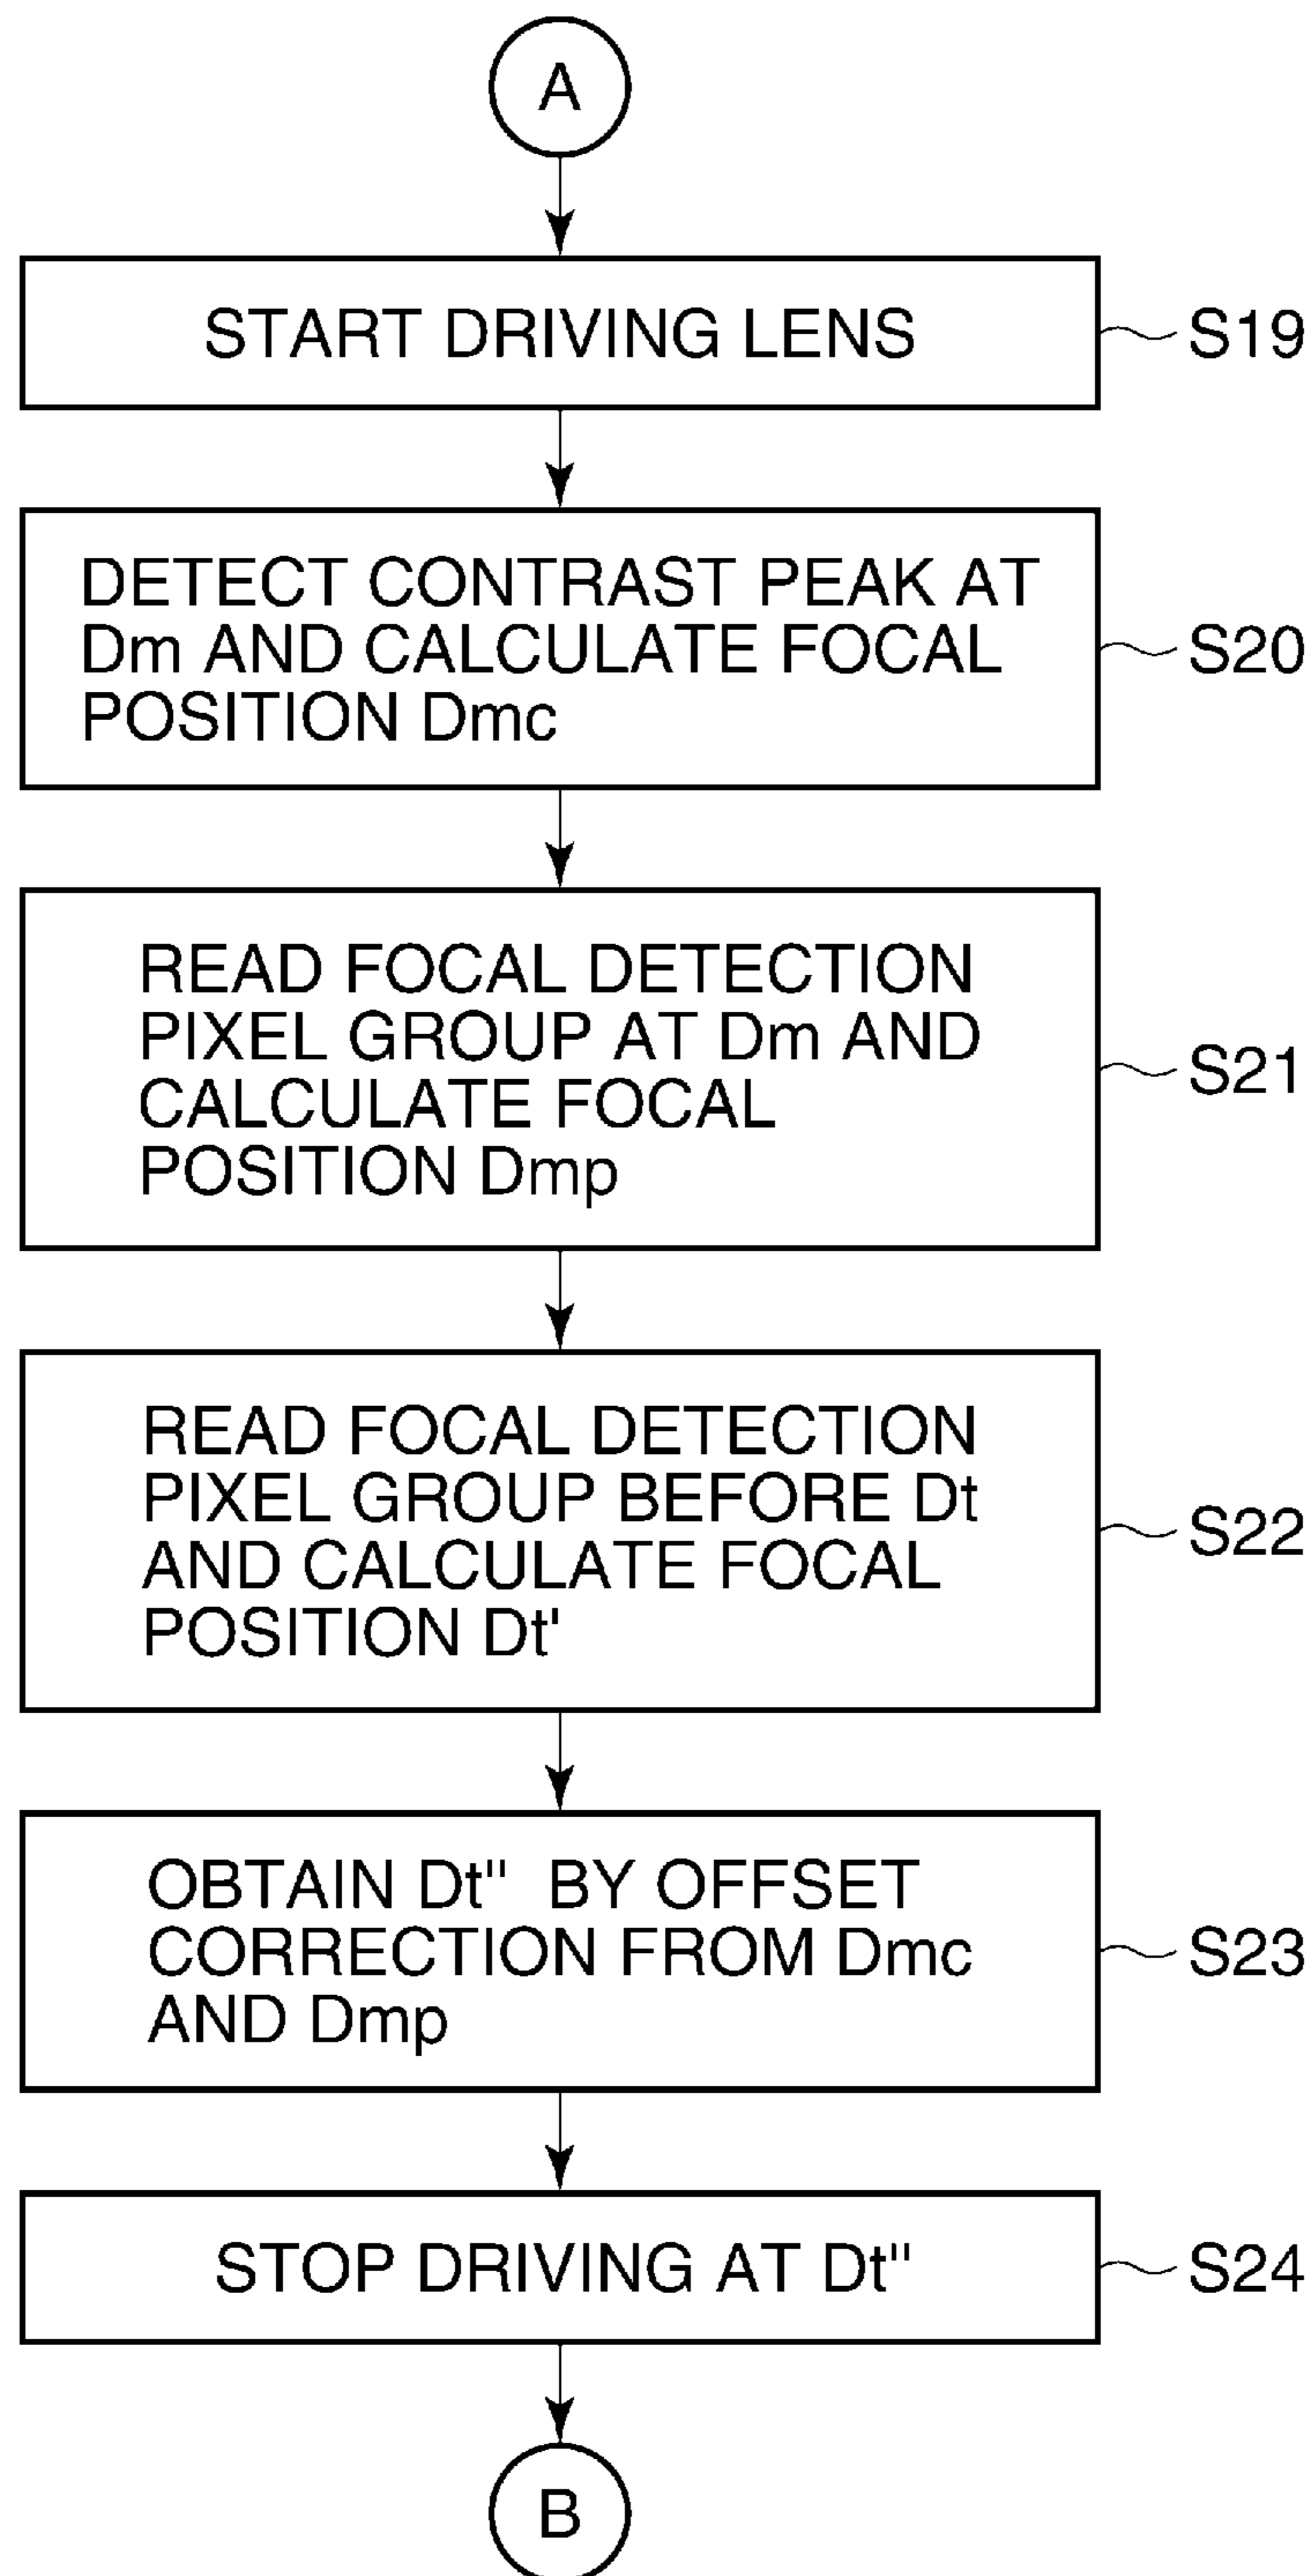 A
START DRIVING LENS
S19
DETECT CONTRAST PEAK AT
Dm AND CALCULATE FOCAL
POSITION Dmc
S20
READ FOCAL DETECTION
PIXEL GROUP AT Dm AND
CALCULATE FOCAL
POSITION Dmp
S21
READ FOCAL DETECTION
PIXEL GROUP BEFORE Dt
AND CALCULATE FOCAL
POSITION Dt'
S22
OBTAIN Dt" BY OFFSET
CORRECTION FROM Dmc
AND Dmp
S23
STOP DRIVING AT Dt"
S24
B